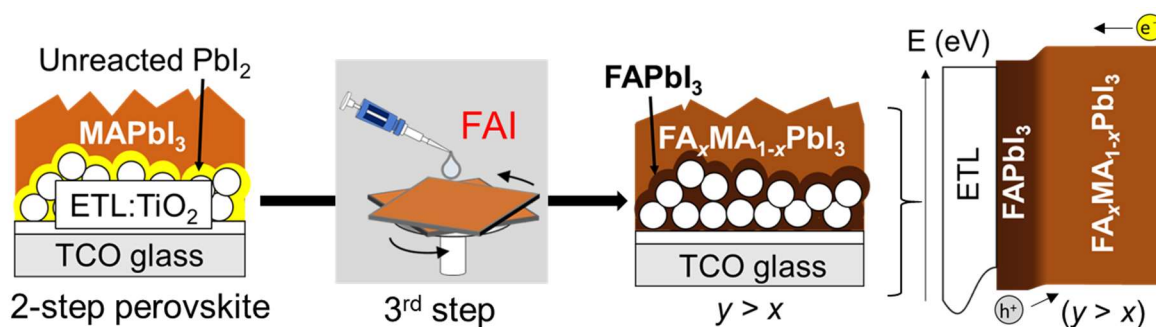 Unreacted PbI₂
MAPbI₃
ETL:TiO₂
TCO glass
2-step perovskite
FAI
3ʳᵈ step
FAPbI₃
FAₓMA₁₋ₓPbI₃
TCO glass
y > x
E (eV)
e⁻
ETL
FAPbI₃
FAₓMA₁₋ₓPbI₃
h⁺
(y > x)